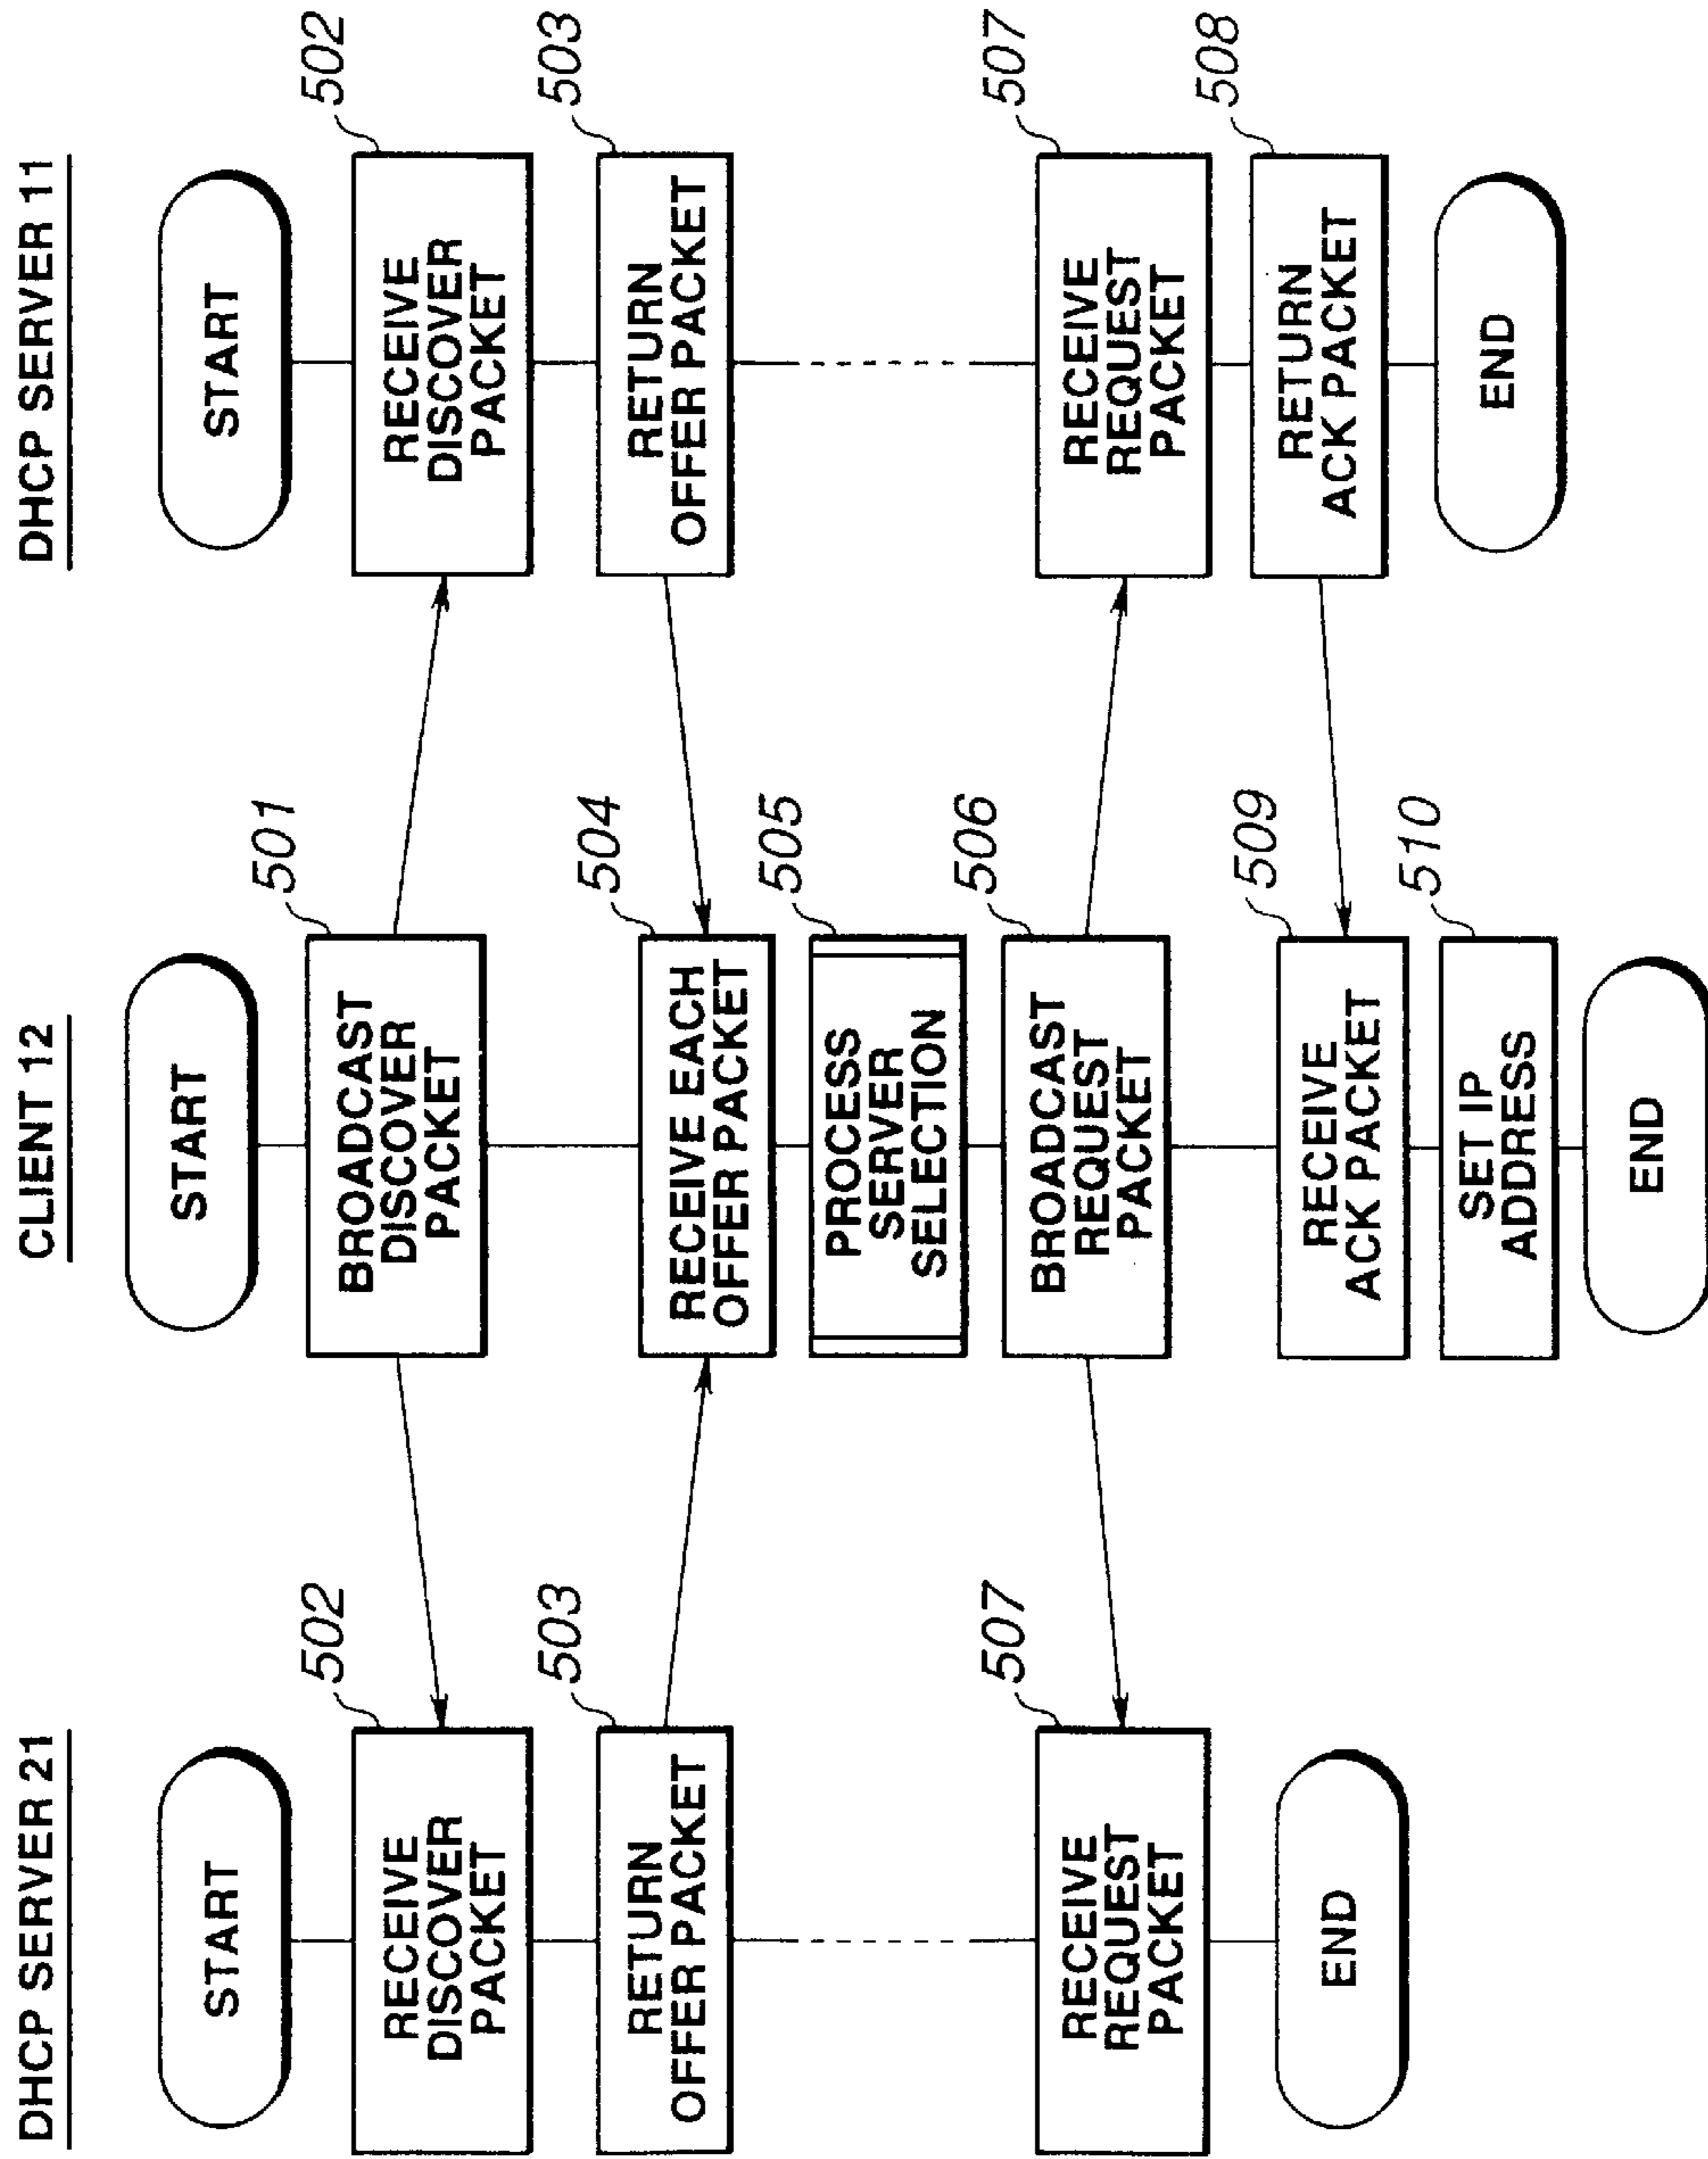 DHCP SERVER 21
START
502
RECEIVE
DISCOVER
PACKET
503
RETURN
OFFER PACKET
507
RECEIVE
REQUEST
PACKET
END
CLIENT 12
START
501
BROADCAST
DISCOVER
PACKET
504
RECEIVE EACH
OFFER PACKET
505
PROCESS
SERVER
SELECTION
506
BROADCAST
REQUEST
PACKET
509
RECEIVE
ACK PACKET
510
SET IP
ADDRESS
END
DHCP SERVER 11
START
502
RECEIVE
DISCOVER
PACKET
503
RETURN
OFFER PACKET
507
RECEIVE
REQUEST
PACKET
508
RETURN
ACK PACKET
END